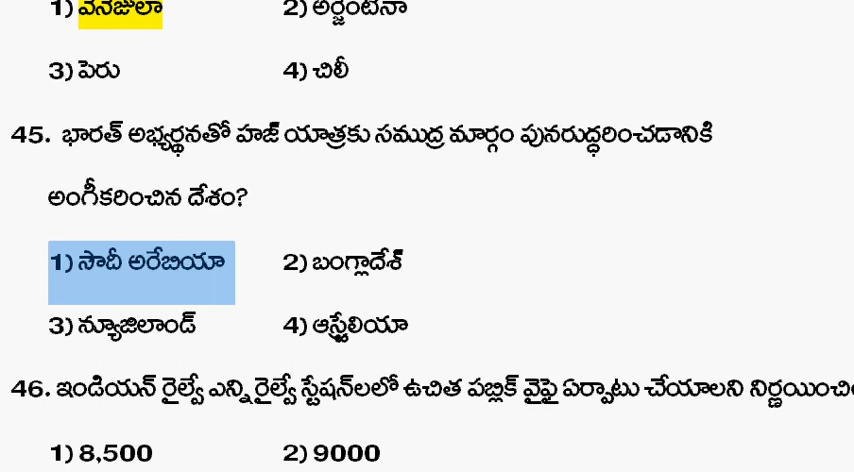 1) వెనెజులా 2) అర్జెంటీనా
3) పెరు 4) చిలీ
45. భారత్ అభ్యర్థనతో హజ్ యాత్రకు సముద్ర మార్గం పునరుద్ధరించడానికి
అంగీకరించిన దేశం?
1) సౌదీ అరేబియా 2) బంగ్లాదేశ్
3) న్యూజిలాండ్ 4) ఆస్ట్రేలియా
46. ఇండియన్ రైల్వే ఎన్ని రైల్వే స్టేషన్‌లలో ఉచిత పబ్లిక్ వైఫై ఏర్పాటు చేయాలని
1) 8,500 2) 9000